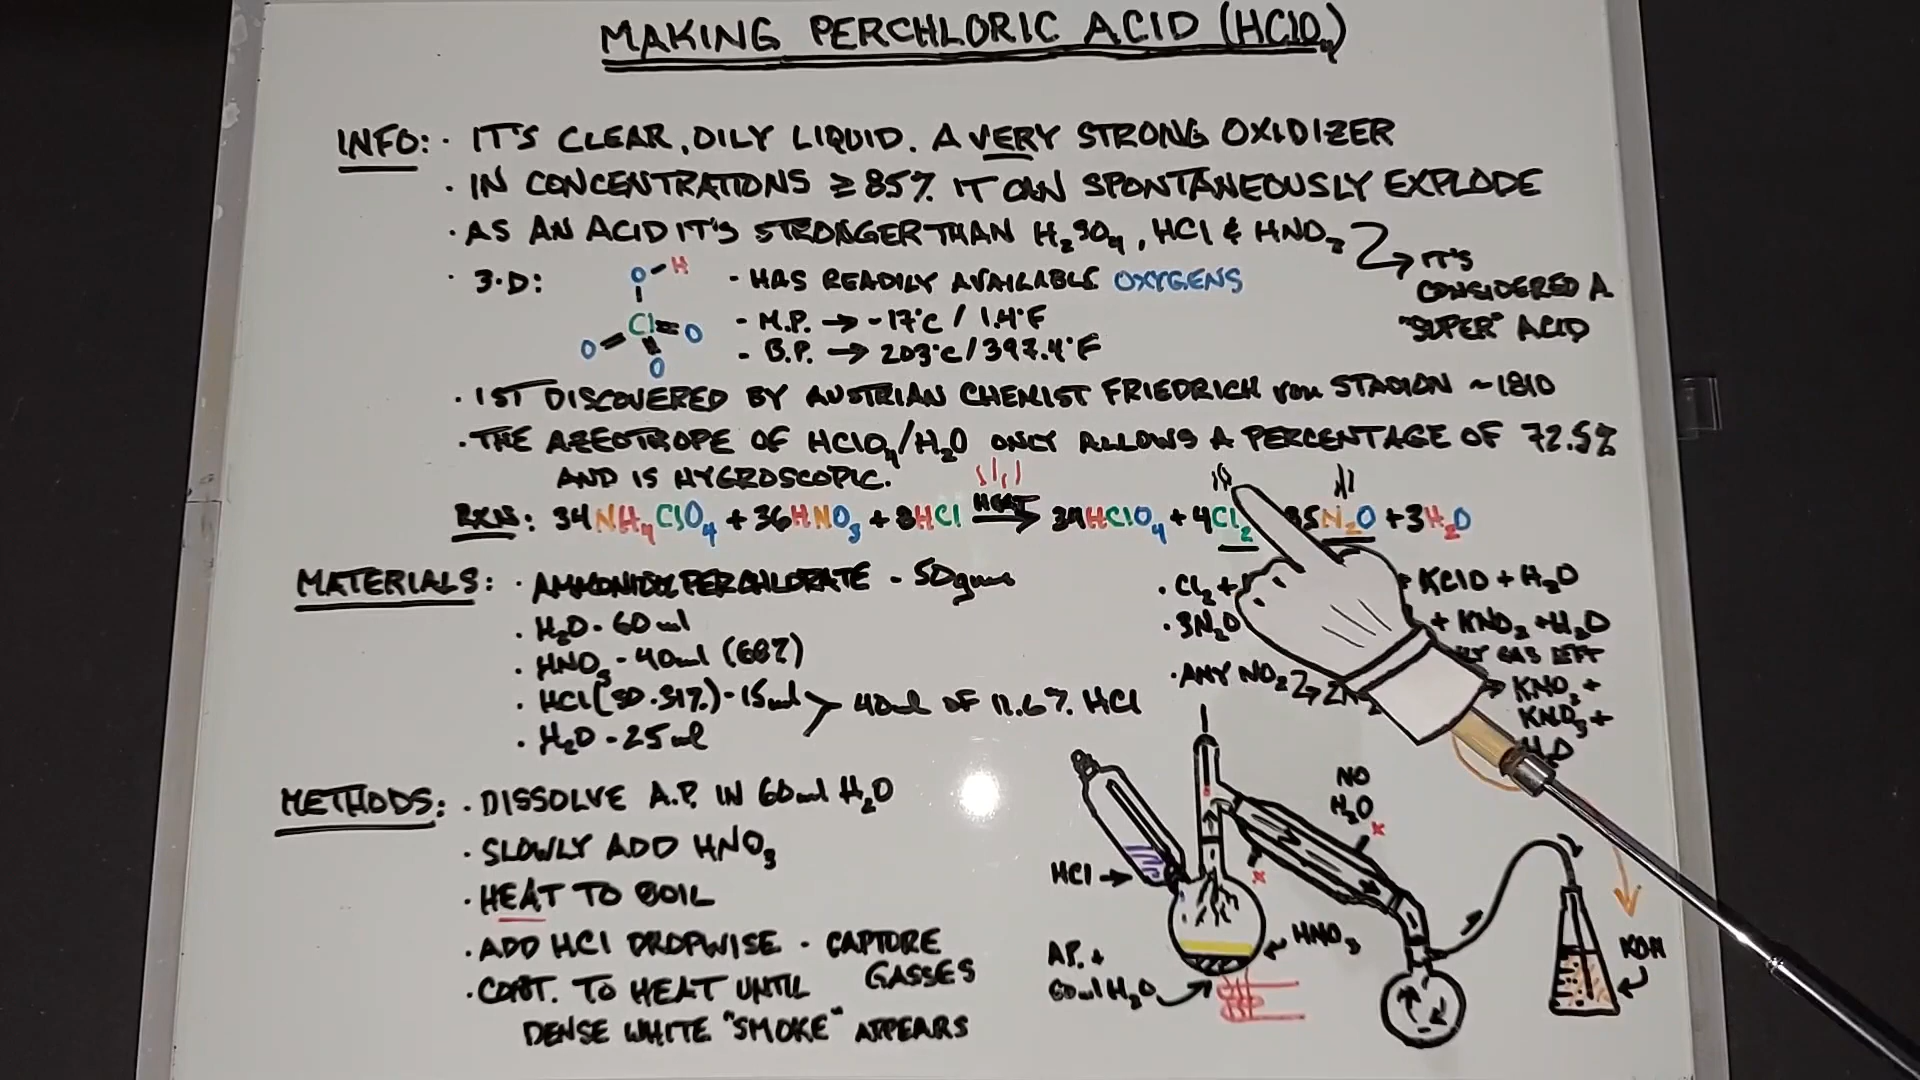 MAKING PERCHLORIC ACID (HClO4)
INFO: · IT'S CLEAR, OILY LIQUID. A VERY STRONG OXIDIZER
· IN CONCENTRATIONS ≥ 85% IT CAN SPONTANEOUSLY EXPLODE
· AS AN ACID IT'S STRONGER THAN H2SO4, HCl & HNO3 → IT'S
CONSIDERED A
"SUPER" ACID
· 3-D: - HAS READILY AVAILABLE OXYGENS
O-H
Cl=O
O
O
- M.P. → -17°C / 1.4°F
- B.P. → 203°C / 397.4°F
· 1ST DISCOVERED BY AUSTRIAN CHEMIST FRIEDRICH von STADION ~1810
· THE AZEOTROPE OF HClO4/H2O ONLY ALLOWS A PERCENTAGE OF 72.5%
AND IS HYGROSCOPIC.
HEAT
RXN: 34NH4ClO4 + 36HNO3 + 8HCl → 34HClO4 + 4Cl2 35N2O + 3H2O
MATERIALS: · AMMONIUM PERCHLORATE - 50gms
· H2O - 60ml
· HNO3 - 40ml (68%)
· HCl (30.31%) - 15ml > 40ml OF 11.6% HCl
· H2O - 25ml
· Cl2 + KClO + H2O
· 3N2O + KNO2 + H2O
GAS
· ANY NO2 → KNO2 +
KNO3 +
H2O
METHODS: · DISSOLVE A.P. IN 60ml H2O
· SLOWLY ADD HNO3
· HEAT TO BOIL
· ADD HCl DROPWISE - CAPTURE
GASSES
· CONT. TO HEAT UNTIL
DENSE WHITE "SMOKE" APPEARS
NO
H2O
x
x
HCl →
HNO3
A.P. +
60ml H2O
KOH